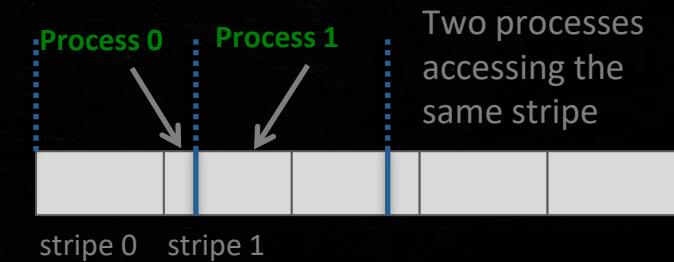 Process 0
Process 1
Two processes
accessing the
same stripe
stripe 0
stripe 1